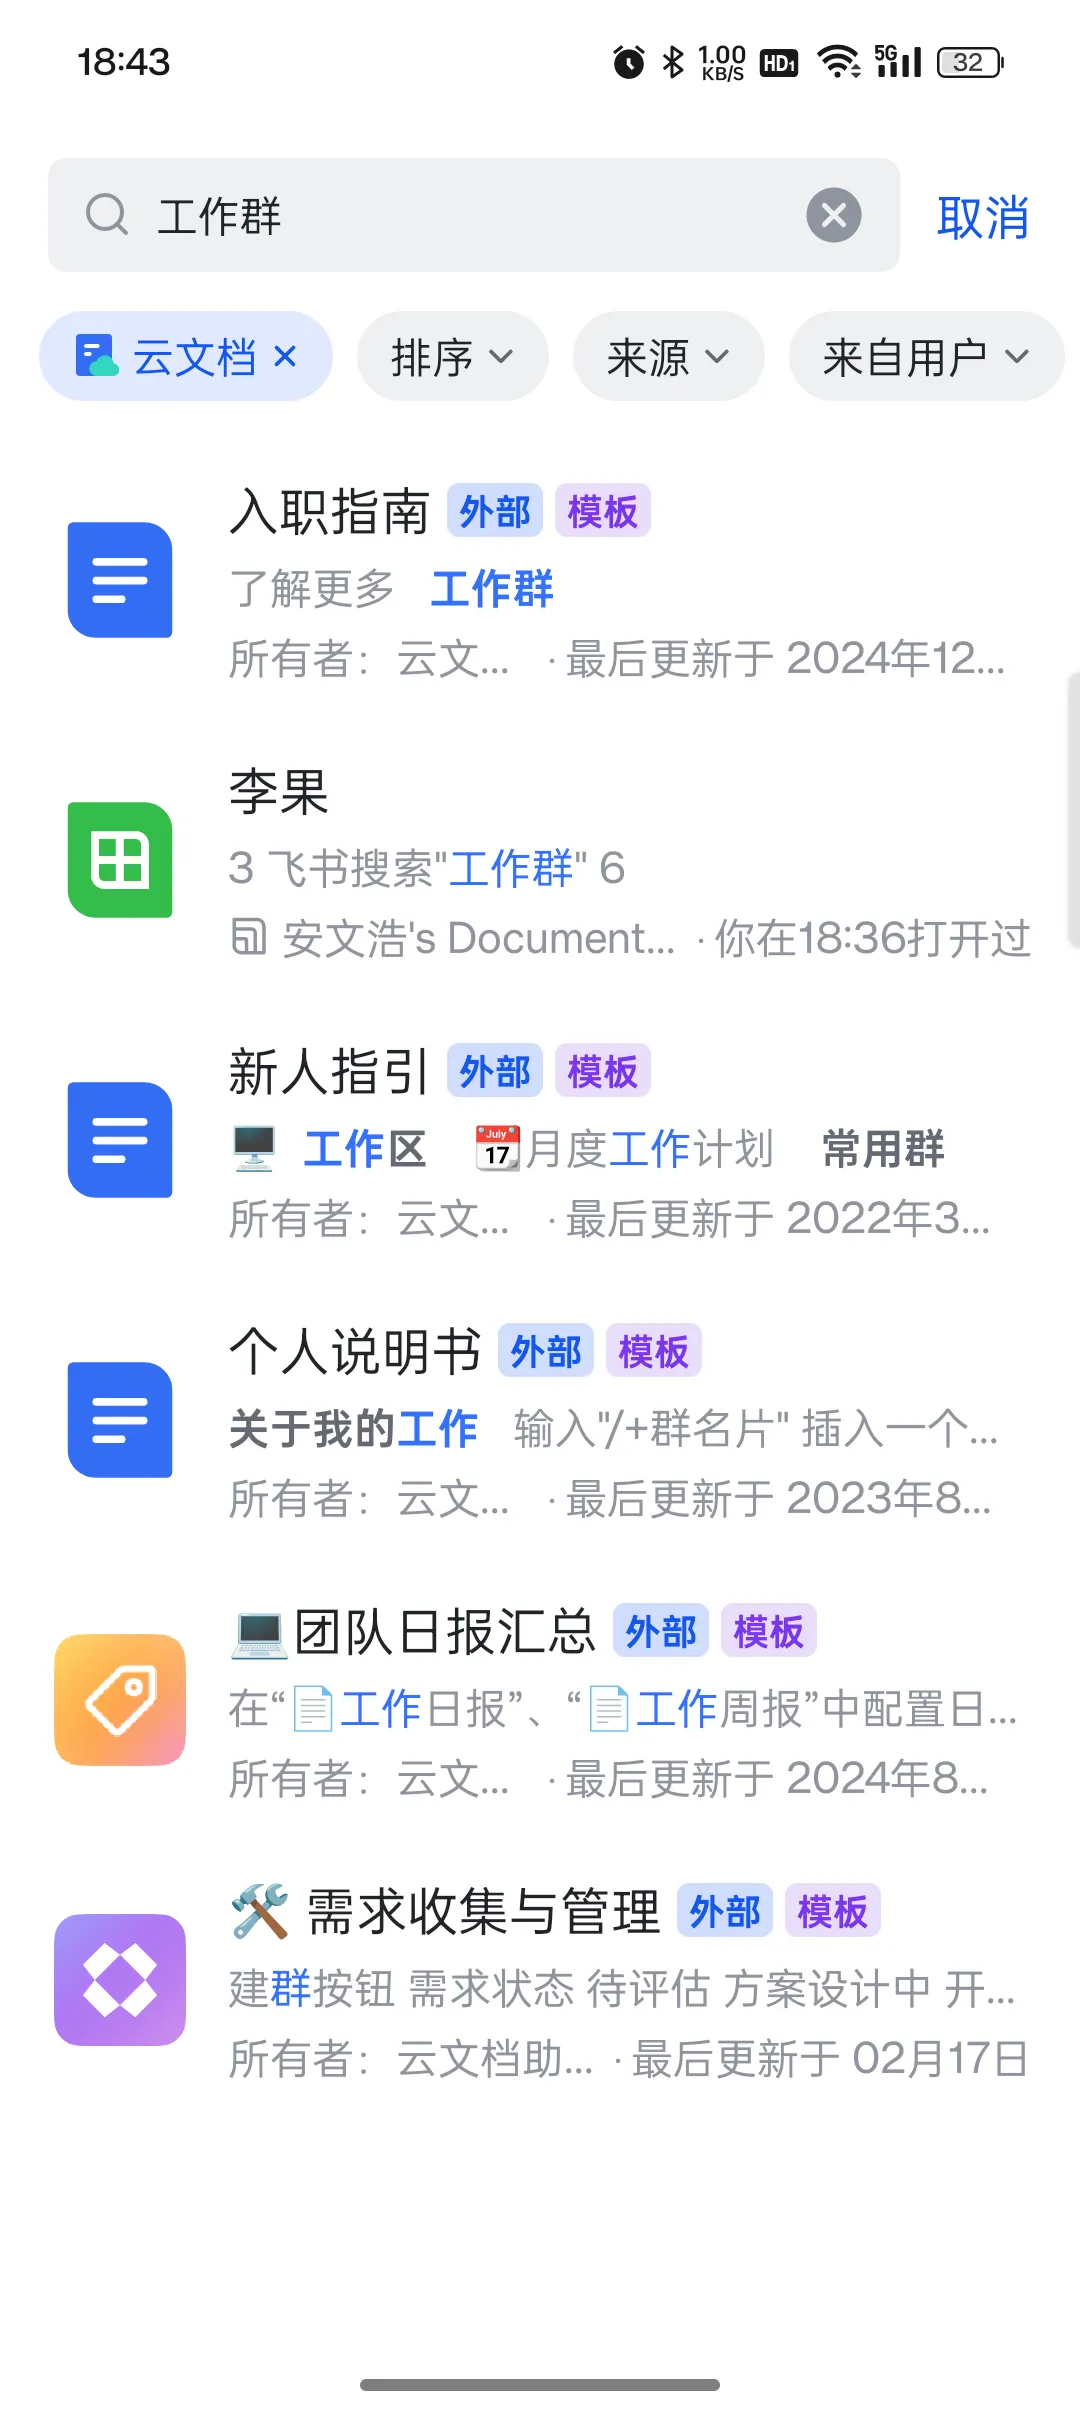 18:43 1.00 KB/S HD1 5G 32
工作群 取消
云文档 排序 来源 来自用户
入职指南 外部 模板
了解更多 工作群
所有者：云文... · 最后更新于 2024年12...
李果
3 飞书搜索"工作群" 6
安文浩's Document... · 你在18:36打开过
新人指引 外部 模板
🖥️ 工作区 📆月度工作计划 常用群
所有者：云文... · 最后更新于 2022年3...
个人说明书 外部 模板
关于我的工作 输入"/+群名片" 插入一个...
所有者：云文... · 最后更新于 2023年8...
💻团队日报汇总 外部 模板
在“📄工作日报”、“📄工作周报”中配置日...
所有者：云文... · 最后更新于 2024年8...
🛠️ 需求收集与管理 外部 模板
建群按钮 需求状态 待评估 方案设计中 开...
所有者：云文档助... · 最后更新于 02月17日